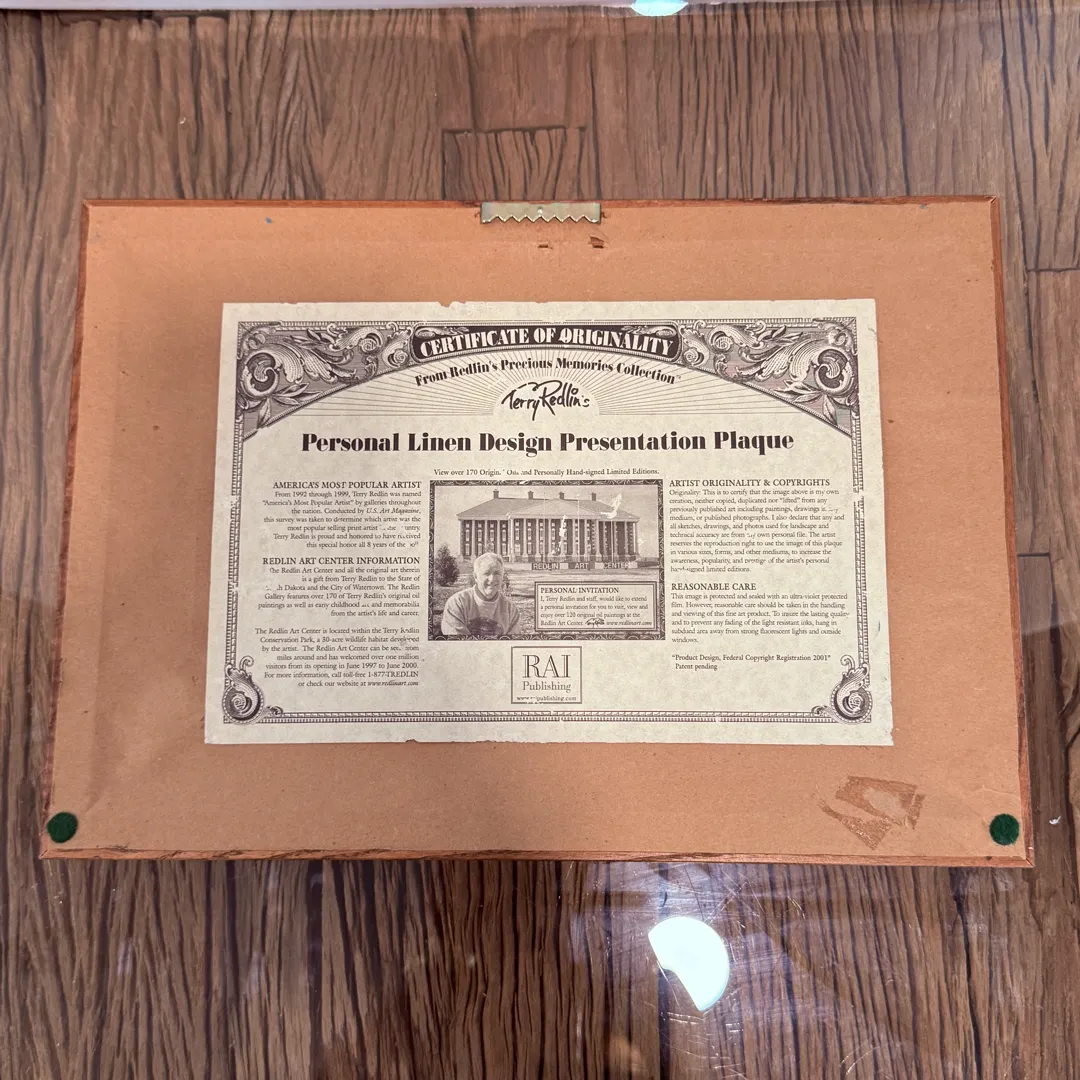 CERTIFICATE OF ORIGINALITY
From Redlin's Precious Memories Collection™
Terry Redlin's
Personal Linen Design Presentation Plaque
View over 170 Origin. Oils and Personally Hand-signed Limited Editions.
AMERICA'S MOST POPULAR ARTIST
From 1992 through 1999, Terry Redlin was named
"America's Most Popular Artist" by galleries throughout
the nation. Conducted by U.S. Art Magazine,
this survey was taken to determine which artist was the
most popular selling print artist
Terry Redlin is proud and honored to have received
this special honor all 8 years of the
REDLIN ART CENTER INFORMATION
The Redlin Art Center and all the original art therein
is a gift from Terry Redlin to the State of
Dakota and the City of Watertown. The Redlin
Gallery features over 170 of Terry Redlin's original oil
paintings as well as early childhood and memorabilia
from the artist's life and career.
The Redlin Art Center is located within the Terry Redlin
Conservation Park, a 30-acre wildlife habitat developed
by the artist. The Redlin Art Center can be seen from
miles around and has welcomed over one million
visitors from its opening in June 1997 to June 2000.
For more information, call toll-free 1-877-TREDLIN
or check our website at www.redlinart.com
REDLIN ART CENTER
PERSONAL INVITATION
I, Terry Redlin and staff, would like to extend
a personal invitation for you to visit, view and
enjoy over 120 original oil paintings at the
Redlin Art Center. www.redlinart.com
RAI
Publishing
publishing.com
ARTIST ORIGINALITY & COPYRIGHTS
Originality: This is to certify that the image above is my own
creation, neither copied, duplicated nor "lifted" from any
previously published art including paintings, drawings in
medium, or published photographs. I also declare that any and
all sketches, drawings, and photos used for landscape and
technical accuracy are from my own personal file. The artist
reserves the reproduction right to use the image of this plaque
in various sizes, forms, and other mediums, to increase the
awareness, popularity, and prestige of the artist's personal
hand-signed limited editions.
REASONABLE CARE
This image is protected and sealed with an ultra-violet protected
film. However, reasonable care should be taken in the handling
and viewing of this fine art product. To insure the lasting quality
and to prevent any fading of the light resistant inks, hang in
subdued area away from strong fluorescent lights and outside
windows.
"Product Design, Federal Copyright Registration 2001"
Patent pending